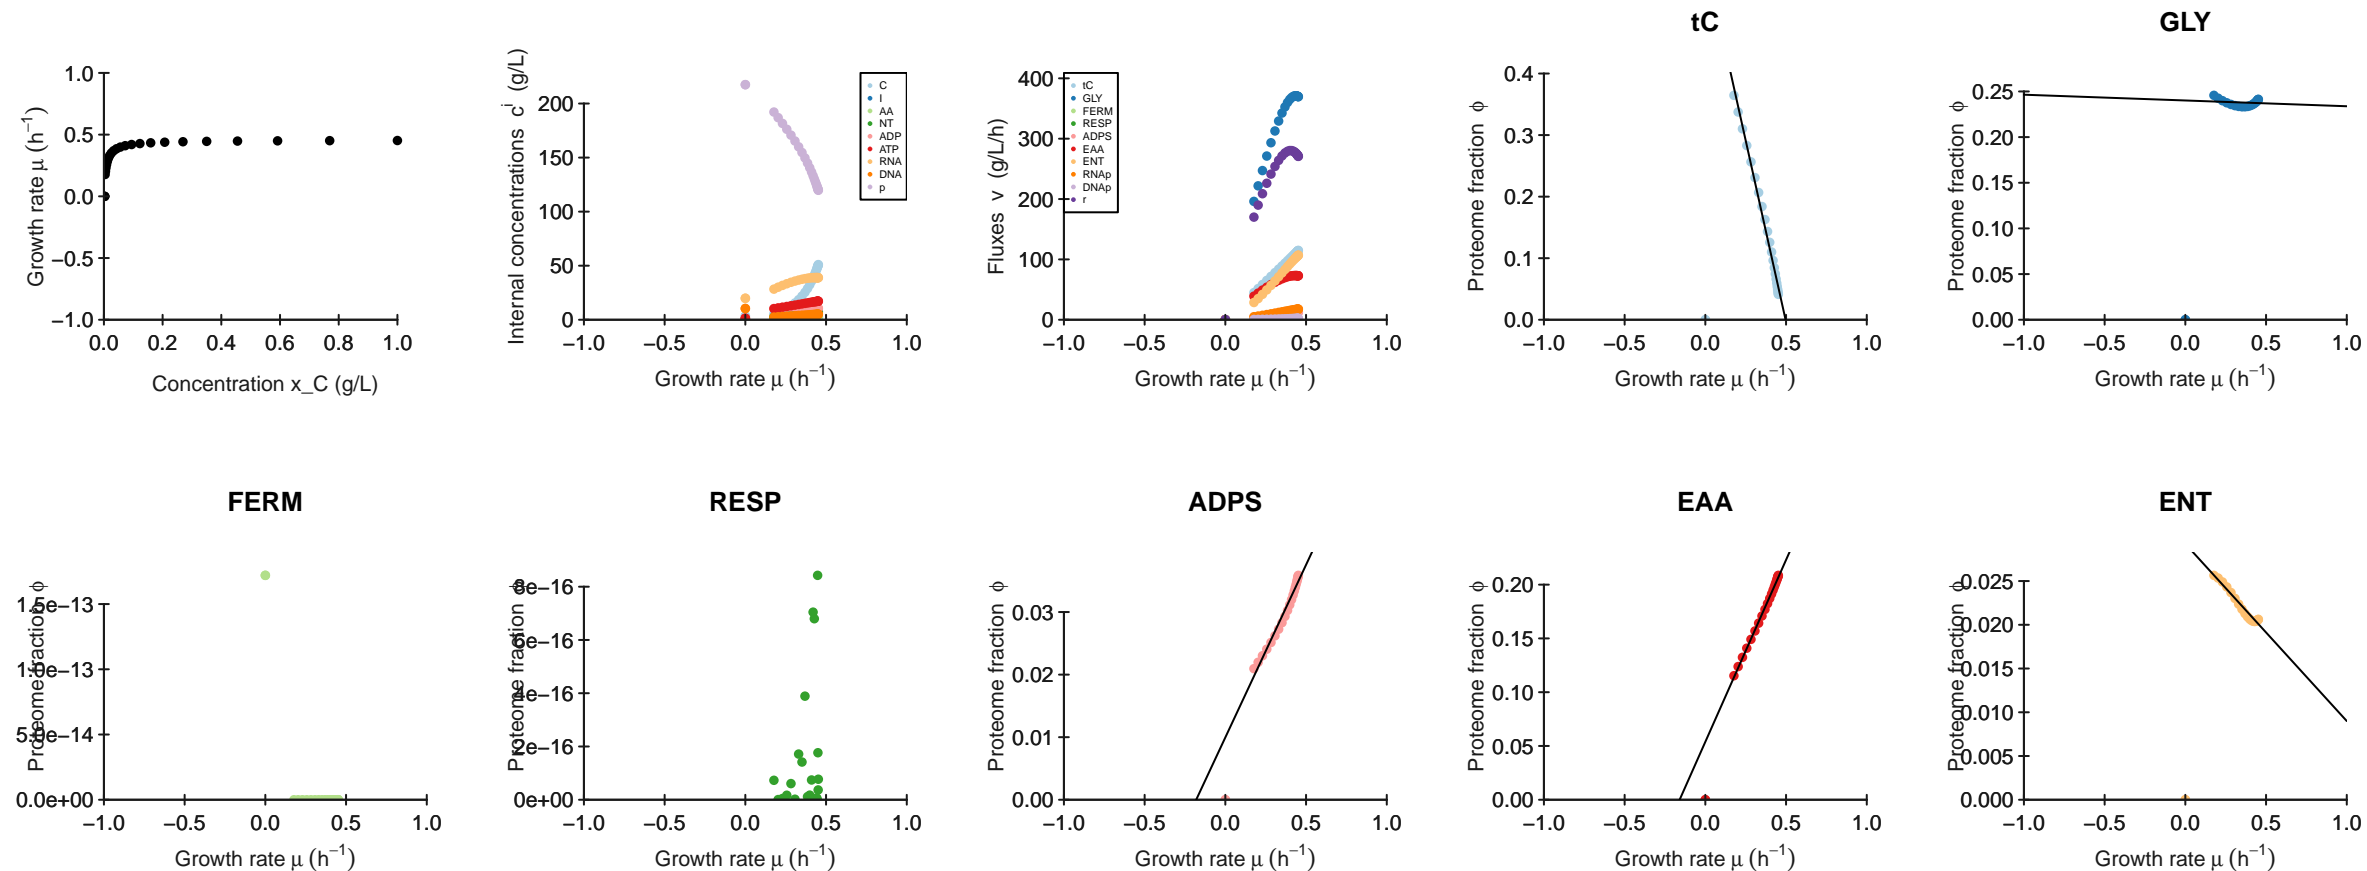 tC
GLY
1.0
0.5
0.0
−0.5
−1.0
Growth rate μ (h⁻¹)
0.0 0.2 0.4 0.6 0.8 1.0
Concentration x_C (g/L)
200
150
100
50
0
Internal concentrations cⁱ (g/L)
C
I
AA
NT
ADP
ATP
RNA
DNA
p
−1.0 −0.5 0.0 0.5 1.0
Growth rate μ (h⁻¹)
400
300
200
100
0
Fluxes v (g/L/h)
tC
GLY
FERM
RESP
ADPS
EAA
ENT
RNAp
DNAp
r
−1.0 −0.5 0.0 0.5 1.0
Growth rate μ (h⁻¹)
0.4
0.3
0.2
0.1
0.0
Proteome fraction ϕ
−1.0 −0.5 0.0 0.5 1.0
Growth rate μ (h⁻¹)
0.25
0.20
0.15
0.10
0.05
0.00
Proteome fraction ϕ
−1.0 −0.5 0.0 0.5 1.0
Growth rate μ (h⁻¹)
FERM
RESP
ADPS
EAA
ENT
1.5e−13
1.0e−13
5.0e−14
0.0e+00
Proteome fraction ϕ
−1.0 −0.5 0.0 0.5 1.0
Growth rate μ (h⁻¹)
8e−16
6e−16
4e−16
2e−16
0e+00
Proteome fraction ϕ
−1.0 −0.5 0.0 0.5 1.0
Growth rate μ (h⁻¹)
0.03
0.02
0.01
0.00
Proteome fraction ϕ
−1.0 −0.5 0.0 0.5 1.0
Growth rate μ (h⁻¹)
0.20
0.15
0.10
0.05
0.00
Proteome fraction ϕ
−1.0 −0.5 0.0 0.5 1.0
Growth rate μ (h⁻¹)
0.025
0.020
0.015
0.010
0.005
0.000
Proteome fraction ϕ
−1.0 −0.5 0.0 0.5 1.0
Growth rate μ (h⁻¹)